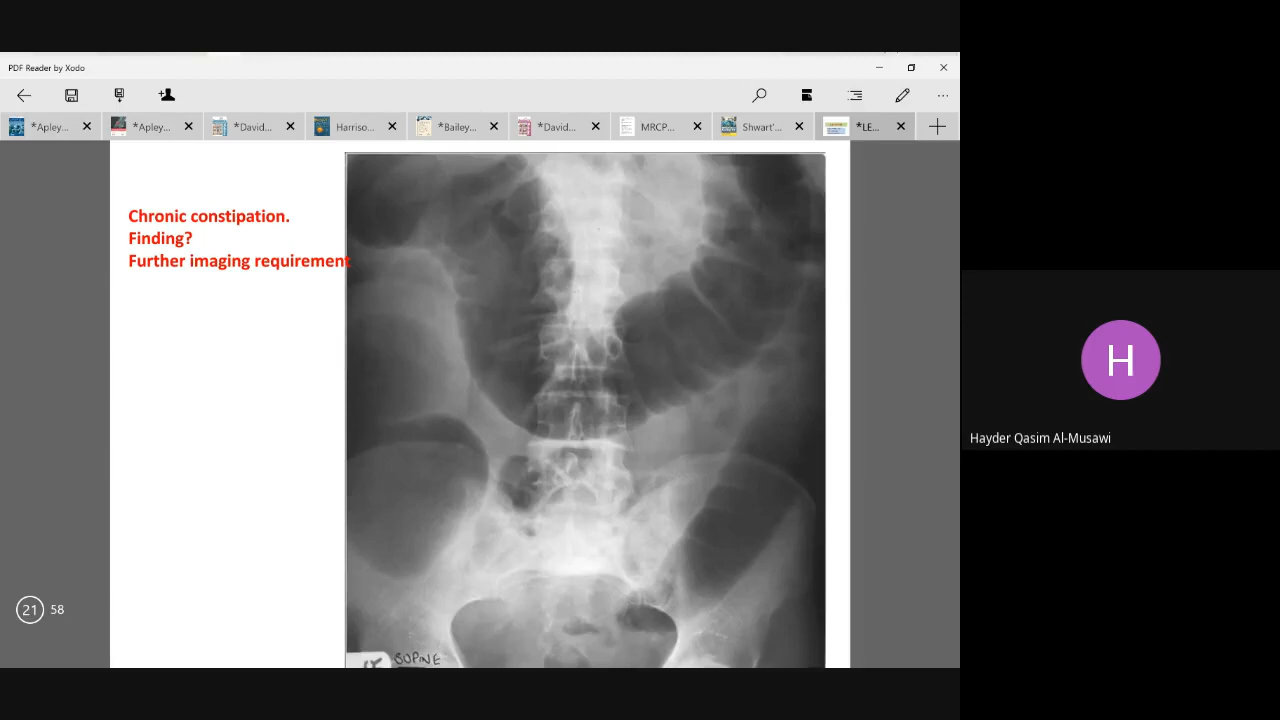 PDF Reader by Xodo
*Apley...
*Apley...
*David...
Harriso...
*Bailey...
*David...
MRCP...
Shwart'...
*LE...
Chronic constipation.
Finding?
Further imaging requirement
H
Hayder Qasim Al-Musawi
21 58
SUPINE